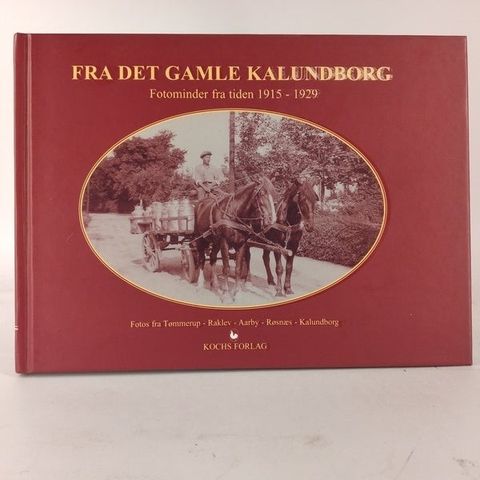 FRA DET GAMLE KALUNDBORG
Fotominder fra tiden 1915 - 1929
Fotos fra Tømmerup - Raklev - Aarby - Røsnæs - Kalundborg
KOCHS FORLAG